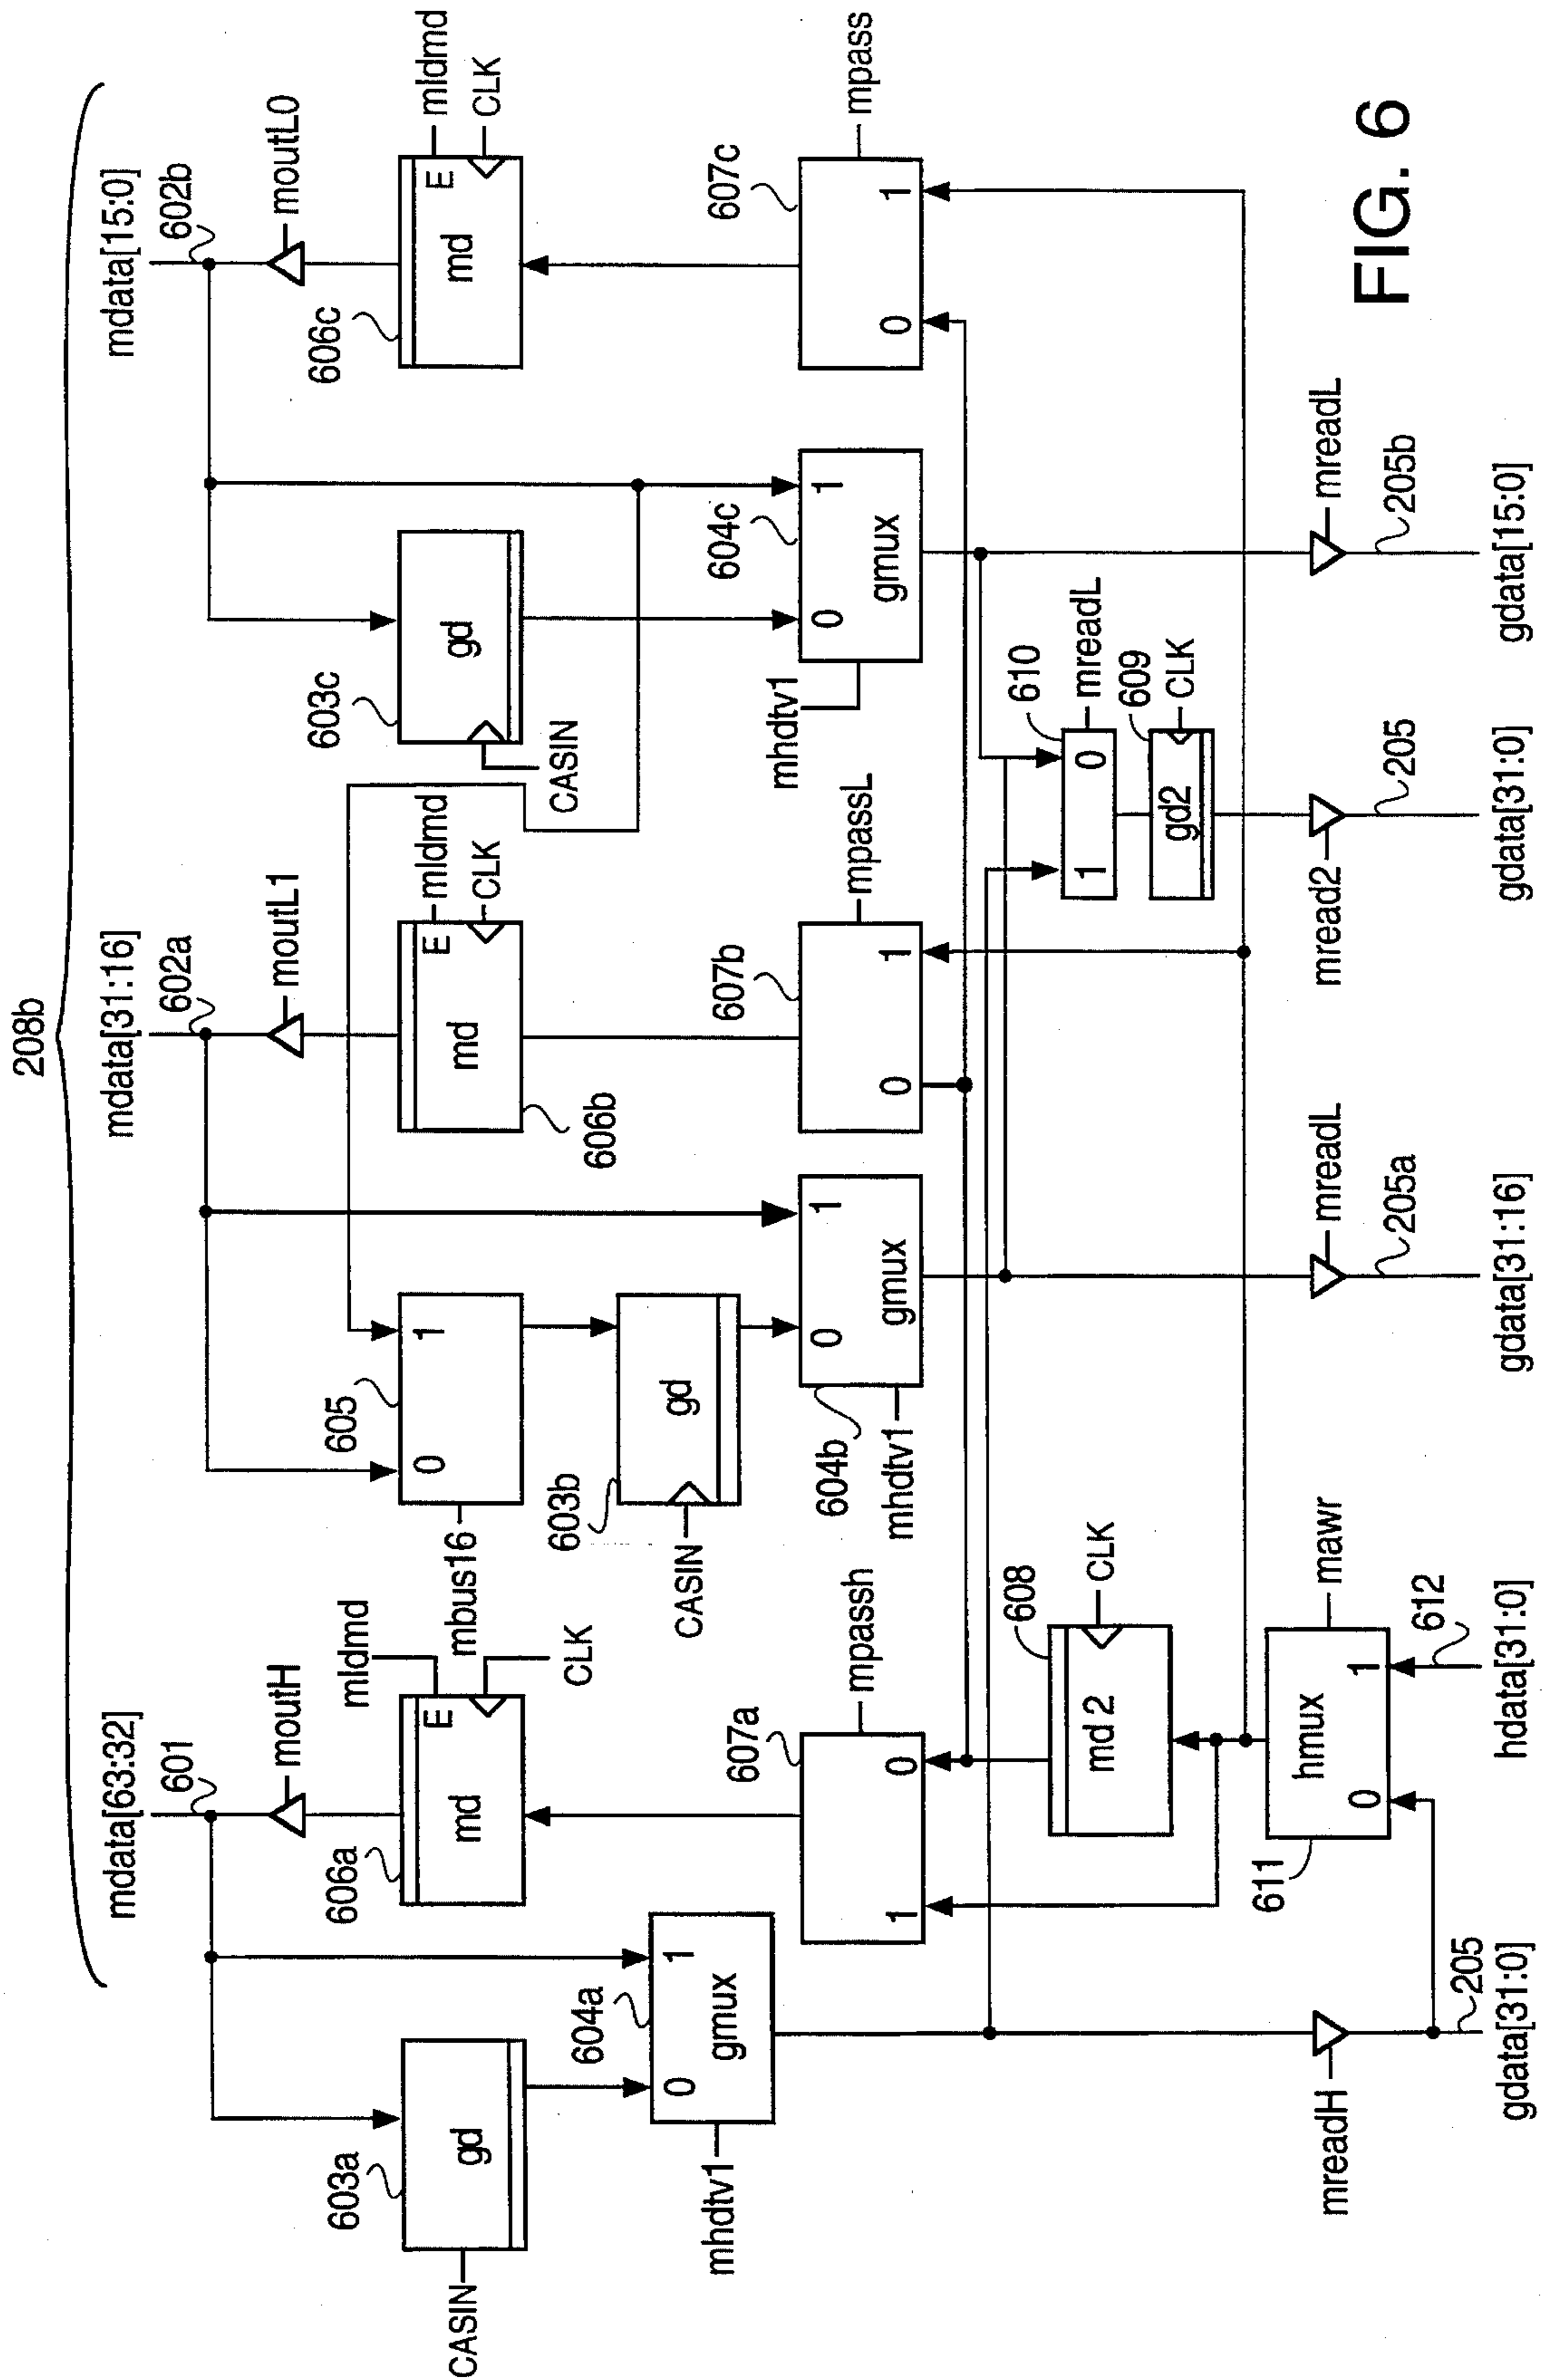 208b
mdata[63:32]
mdata[31:16]
mdata[15:0]
601
602a
602b
moutH
moutL1
moutL0
CASIN
603a
gd
606a
md
E
mldmd
CLK
mbus16
605
0
1
606b
md
E
mldmd
CLK
603c
gd
CASIN
606c
md
E
mldmd
CLK
603b
gd
CASIN
604a
0
1
gmux
mhdtv1
607a
1
0
mpassh
604b
0
1
gmux
mhdtv1
607b
0
1
mpassL
604c
0
1
gmux
mhdtv1
607c
0
1
mpass
608
md 2
CLK
610
1
0
mreadL
609
gd2
CLK
611
hmux
0
1
mawr
mreadH
612
mreadL
mread2
mreadL
205
205a
205
205b
gdata[31:0]
hdata[31:0]
gdata[31:16]
gdata[31:0]
gdata[15:0]
FIG. 6